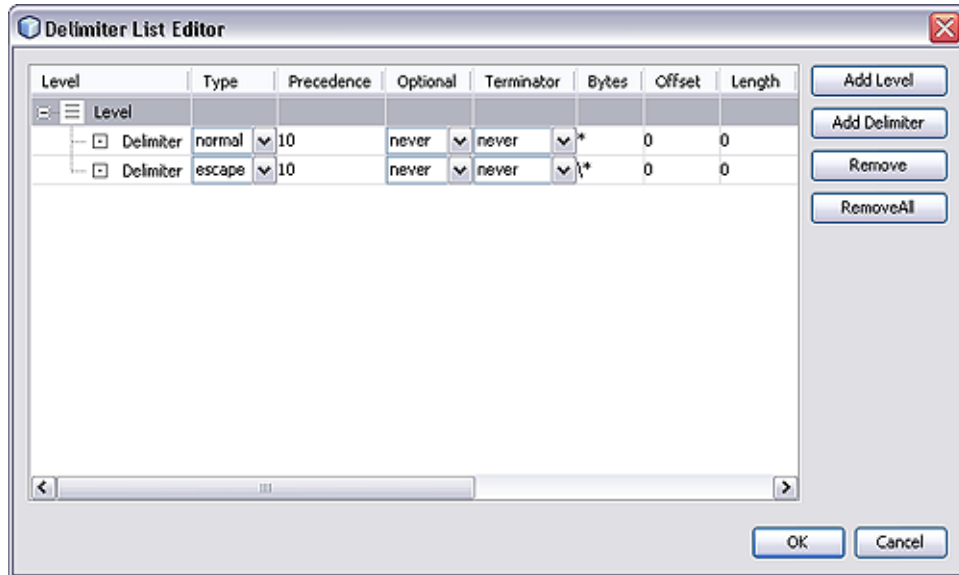 Delimiter List Editor
Level Type Precedence Optional Terminator Bytes Offset Length
Level
Delimiter normal 10 never never * 0 0
Delimiter escape 10 never never \* 0 0
Add Level
Add Delimiter
Remove
RemoveAll
OK Cancel